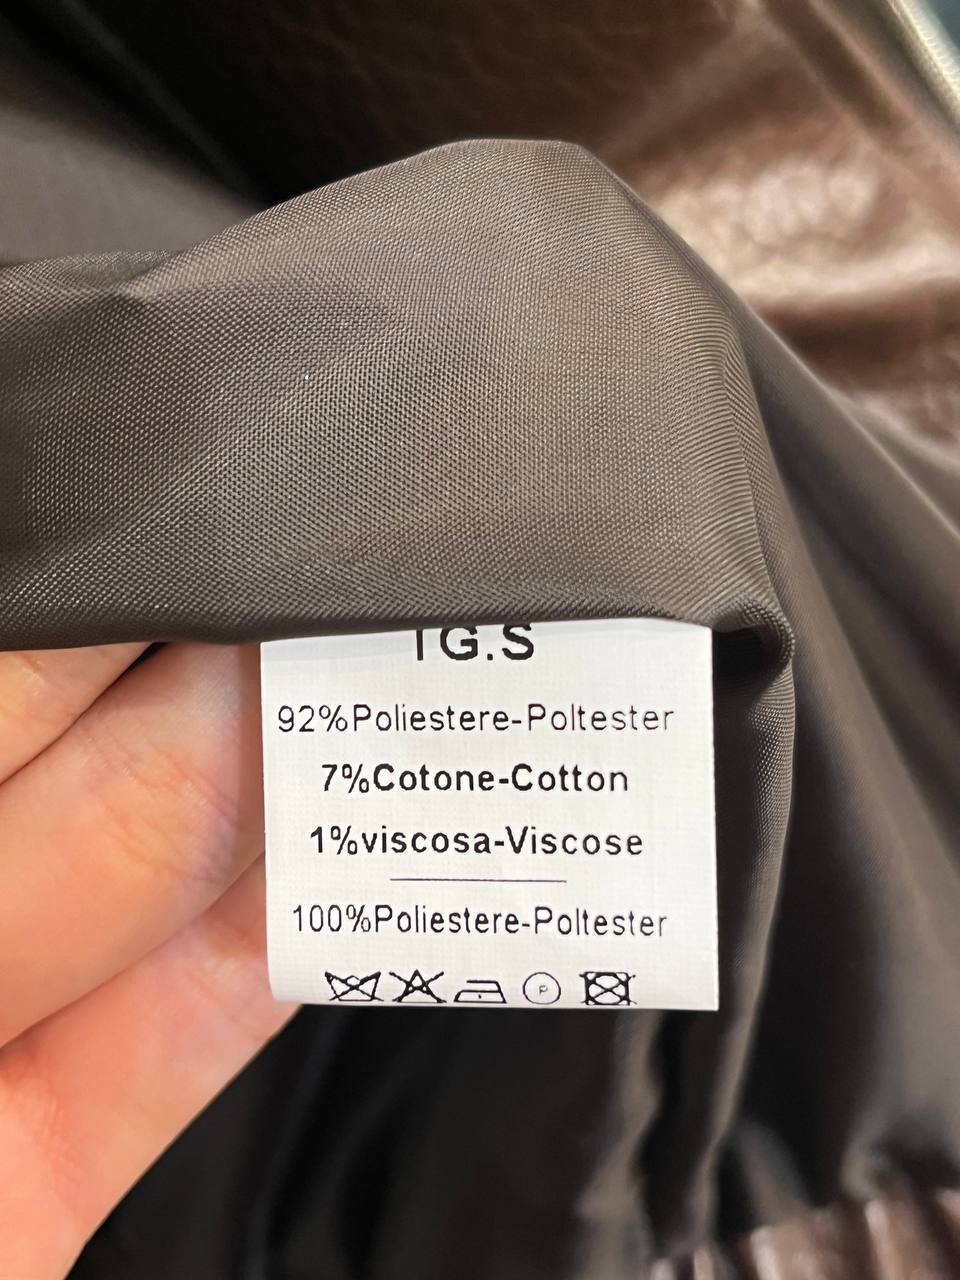 TG.S
92%Poliestere-Poltester
7%Cotone-Cotton
1%viscosa-Viscose
100%Poliestere-Poltester
P